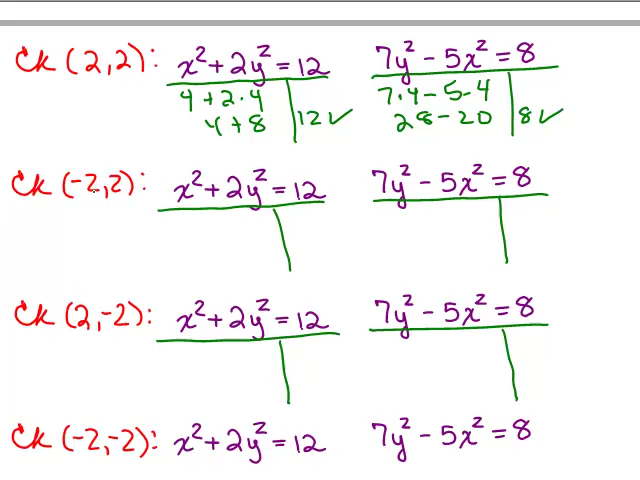 Ck (2,2): x² + 2y² = 12 7y² - 5x² = 8
4 + 2·4 7·4 - 5·4
4 + 8 12 ✓ 28 - 20 8 ✓
Ck (-2,2): x² + 2y² = 12 7y² - 5x² = 8
Ck (2,-2): x² + 2y² = 12 7y² - 5x² = 8
Ck (-2,-2): x² + 2y² = 12 7y² - 5x² = 8